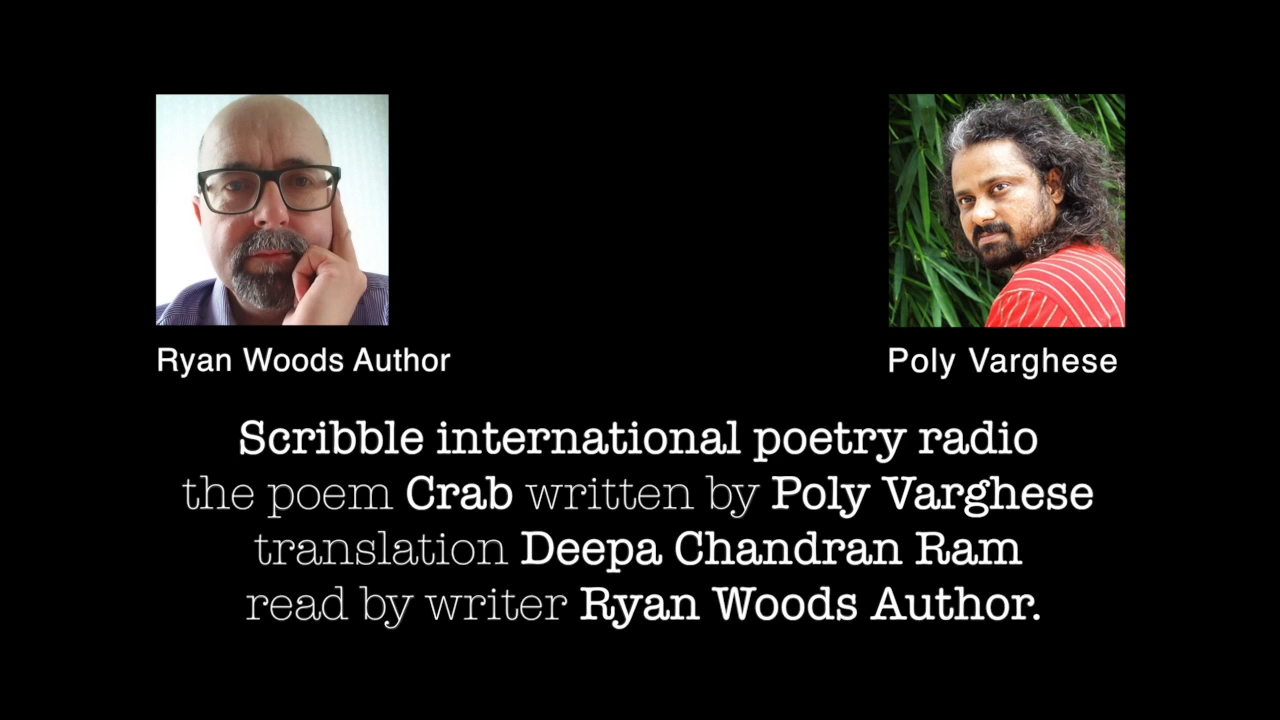 Ryan Woods Author
Poly Varghese
Scribble international poetry radio
the poem Crab written by Poly Varghese
translation Deepa Chandran Ram
read by writer Ryan Woods Author.